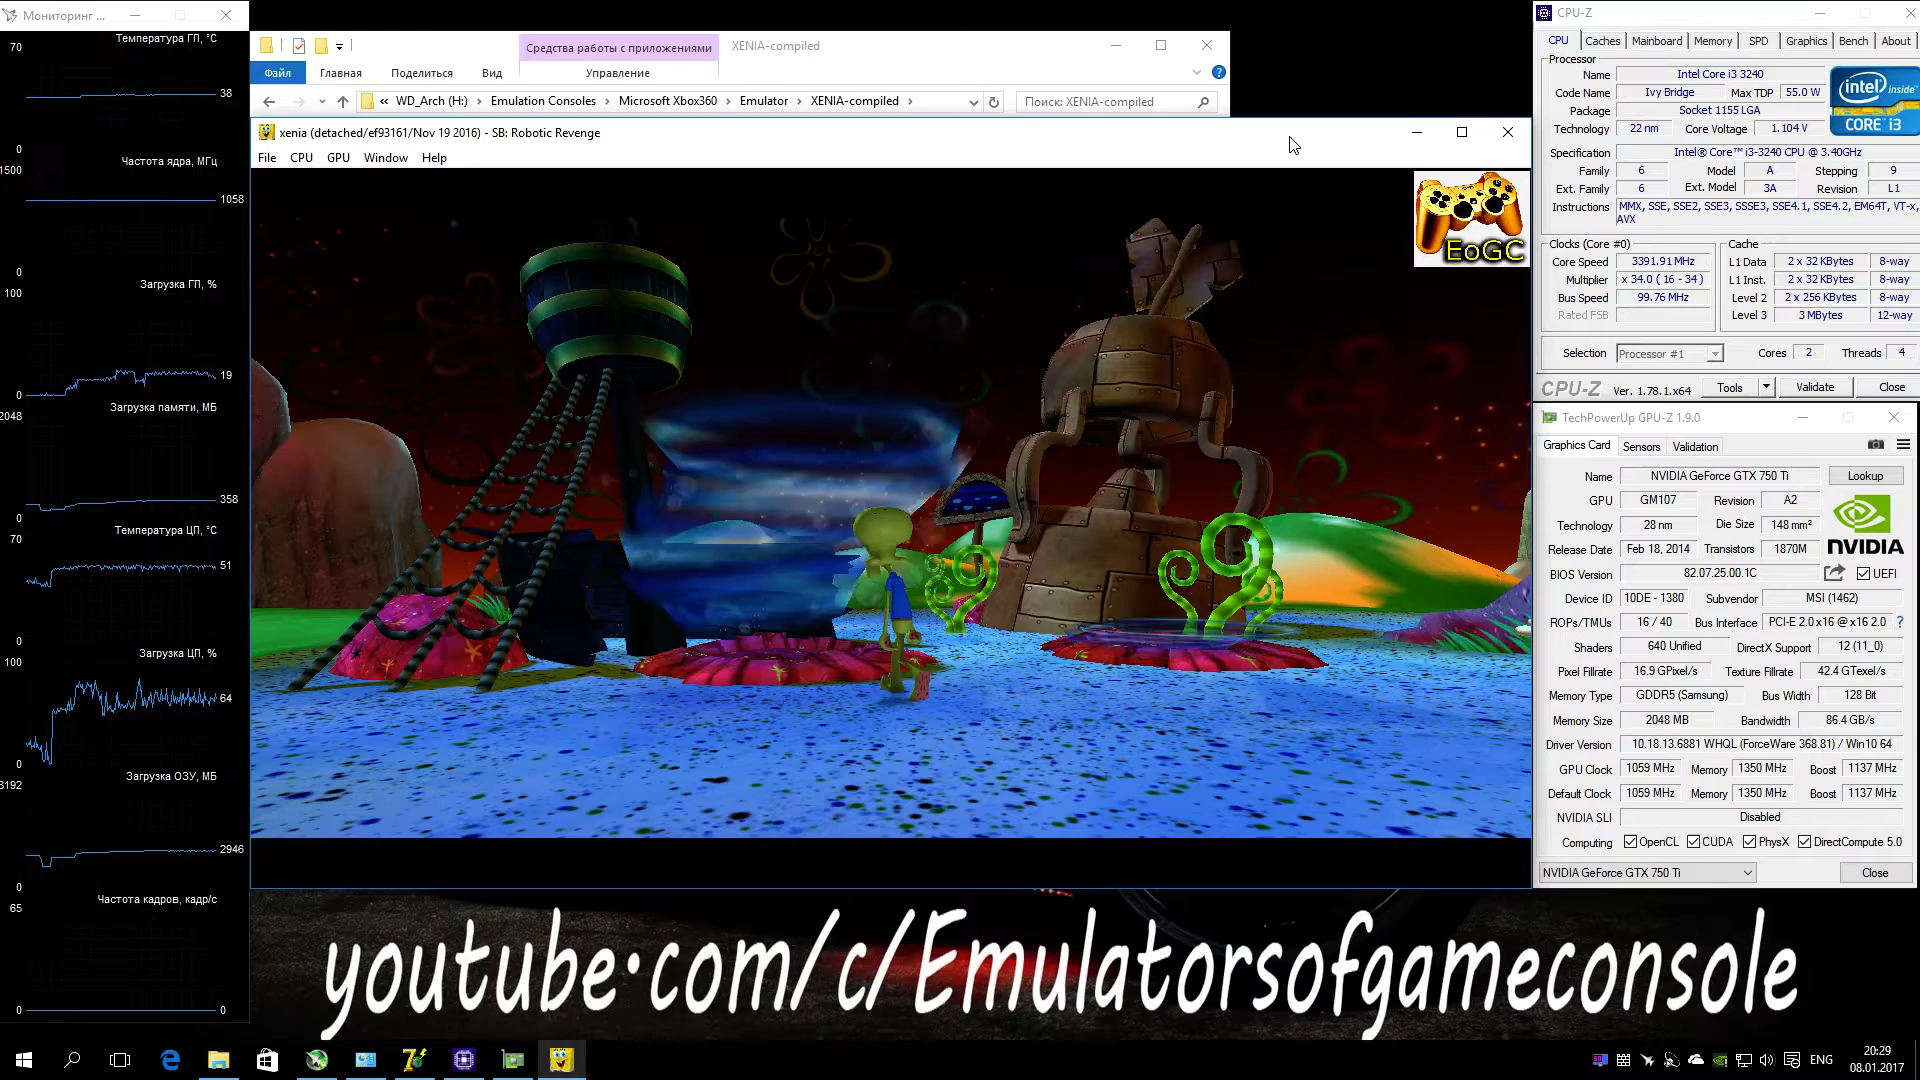 Мониторинг ...
Температура ГП, °C
70
38
0
Частота ядра, МГц
1500
1058
0
Загрузка ГП, %
100
19
0
Загрузка памяти, МБ
2048
358
0
Температура ЦП, °C
70
51
0
Загрузка ЦП, %
100
64
0
Загрузка ОЗУ, МБ
8192
2946
0
Частота кадров, кадр/с
65
0
0
Средства работы с приложениями
XENIA-compiled
Файл
Главная
Поделиться
Вид
Управление
« WD_Arch (H:) > Emulation Consoles > Microsoft Xbox360 > Emulator > XENIA-compiled >
Поиск: XENIA-compiled
xenia (detached/ef93161/Nov 19 2016) - SB: Robotic Revenge
File CPU GPU Window Help
EoGC
youtube.com/c/Emulatorsofgameconsole
CPU-Z
CPU Caches Mainboard Memory SPD Graphics Bench About
Processor
Name Intel Core i3 3240
Code Name Ivy Bridge Max TDP 55.0 W
Package Socket 1155 LGA
Technology 22 nm Core Voltage 1.104 V
intel inside™
CORE i3
Specification Intel® Core™ i3-3240 CPU @ 3.40GHz
Family 6 Model A Stepping 9
Ext. Family 6 Ext. Model 3A Revision L1
Instructions MMX, SSE, SSE2, SSE3, SSSE3, SSE4.1, SSE4.2, EM64T, VT-x,
AVX
Clocks (Core #0)
Core Speed 3391.91 MHz
Multiplier x 34.0 ( 16 - 34 )
Bus Speed 99.76 MHz
Rated FSB
Cache
L1 Data 2 x 32 KBytes 8-way
L1 Inst. 2 x 32 KBytes 8-way
Level 2 2 x 256 KBytes 8-way
Level 3 3 MBytes 12-way
Selection Processor #1 Cores 2 Threads 4
CPU-Z Ver. 1.78.1.x64 Tools Validate Close
TechPowerUp GPU-Z 1.9.0
Graphics Card Sensors Validation
Name NVIDIA GeForce GTX 750 Ti Lookup
GPU GM107 Revision A2
Technology 28 nm Die Size 148 mm²
Release Date Feb 18, 2014 Transistors 1870M
NVIDIA
BIOS Version 82.07.25.00.1C UEFI
Device ID 10DE - 1380 Subvendor MSI (1462)
ROPs/TMUs 16 / 40 Bus Interface PCI-E 2.0 x16 @ x16 2.0 ?
Shaders 640 Unified DirectX Support 12 (11_0)
Pixel Fillrate 16.9 GPixel/s Texture Fillrate 42.4 GTexel/s
Memory Type GDDR5 (Samsung) Bus Width 128 Bit
Memory Size 2048 MB Bandwidth 86.4 GB/s
Driver Version 10.18.13.6881 WHQL (ForceWare 368.81) / Win10 64
GPU Clock 1059 MHz Memory 1350 MHz Boost 1137 MHz
Default Clock 1059 MHz Memory 1350 MHz Boost 1137 MHz
NVIDIA SLI Disabled
Computing OpenCL CUDA PhysX DirectCompute 5.0
NVIDIA GeForce GTX 750 Ti Close
ENG
20:29
08.01.2017